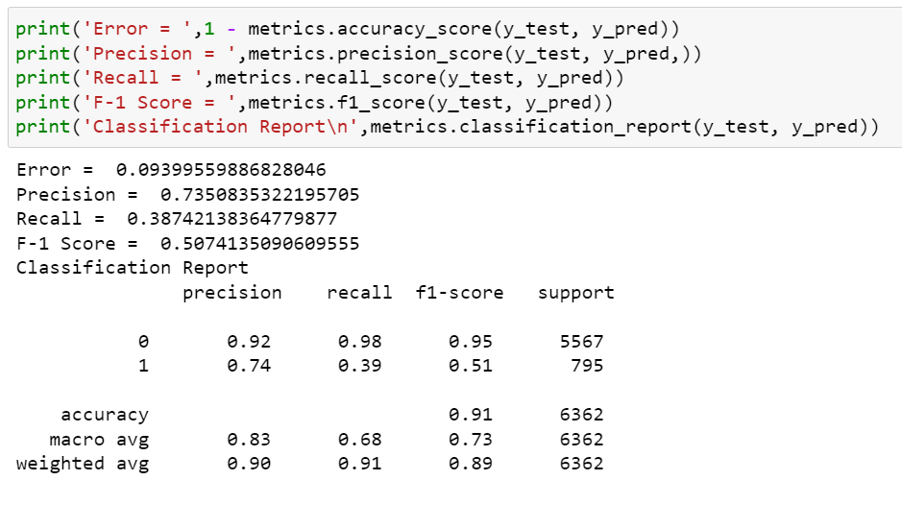 print('Error = ',1 - metrics.accuracy_score(y_test, y_pred))
print('Precision = ',metrics.precision_score(y_test, y_pred,))
print('Recall = ',metrics.recall_score(y_test, y_pred))
print('F-1 Score = ',metrics.f1_score(y_test, y_pred))
print('Classification Report\n',metrics.classification_report(y_test, y_pred))
Error =  0.09399559886828046
Precision =  0.7350835322195705
Recall =  0.38742138364779877
F-1 Score =  0.5074135090609555
Classification Report
               precision    recall  f1-score   support

           0       0.92      0.98      0.95      5567
           1       0.74      0.39      0.51       795

    accuracy                           0.91      6362
   macro avg       0.83      0.68      0.73      6362
weighted avg       0.90      0.91      0.89      6362